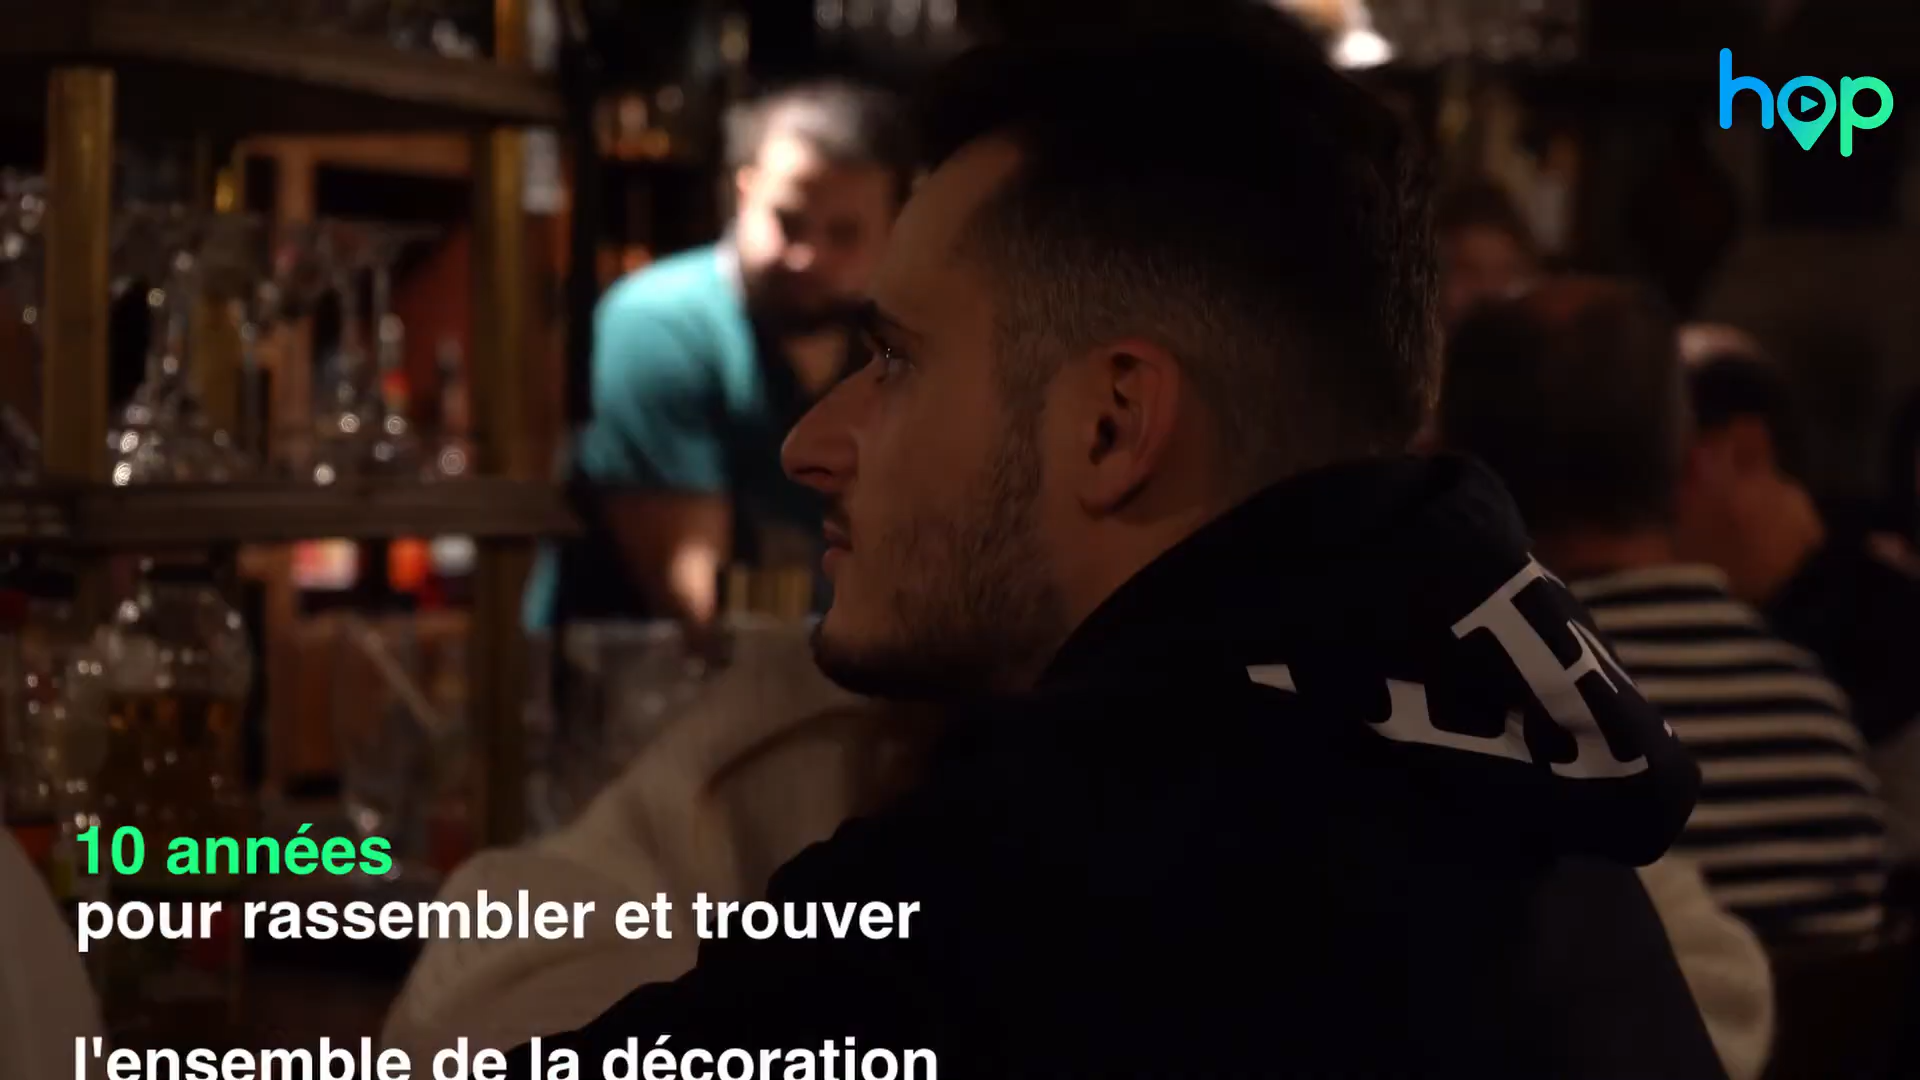 hop
10 années
pour rassembler et trouver
l'ensemble de la décoration